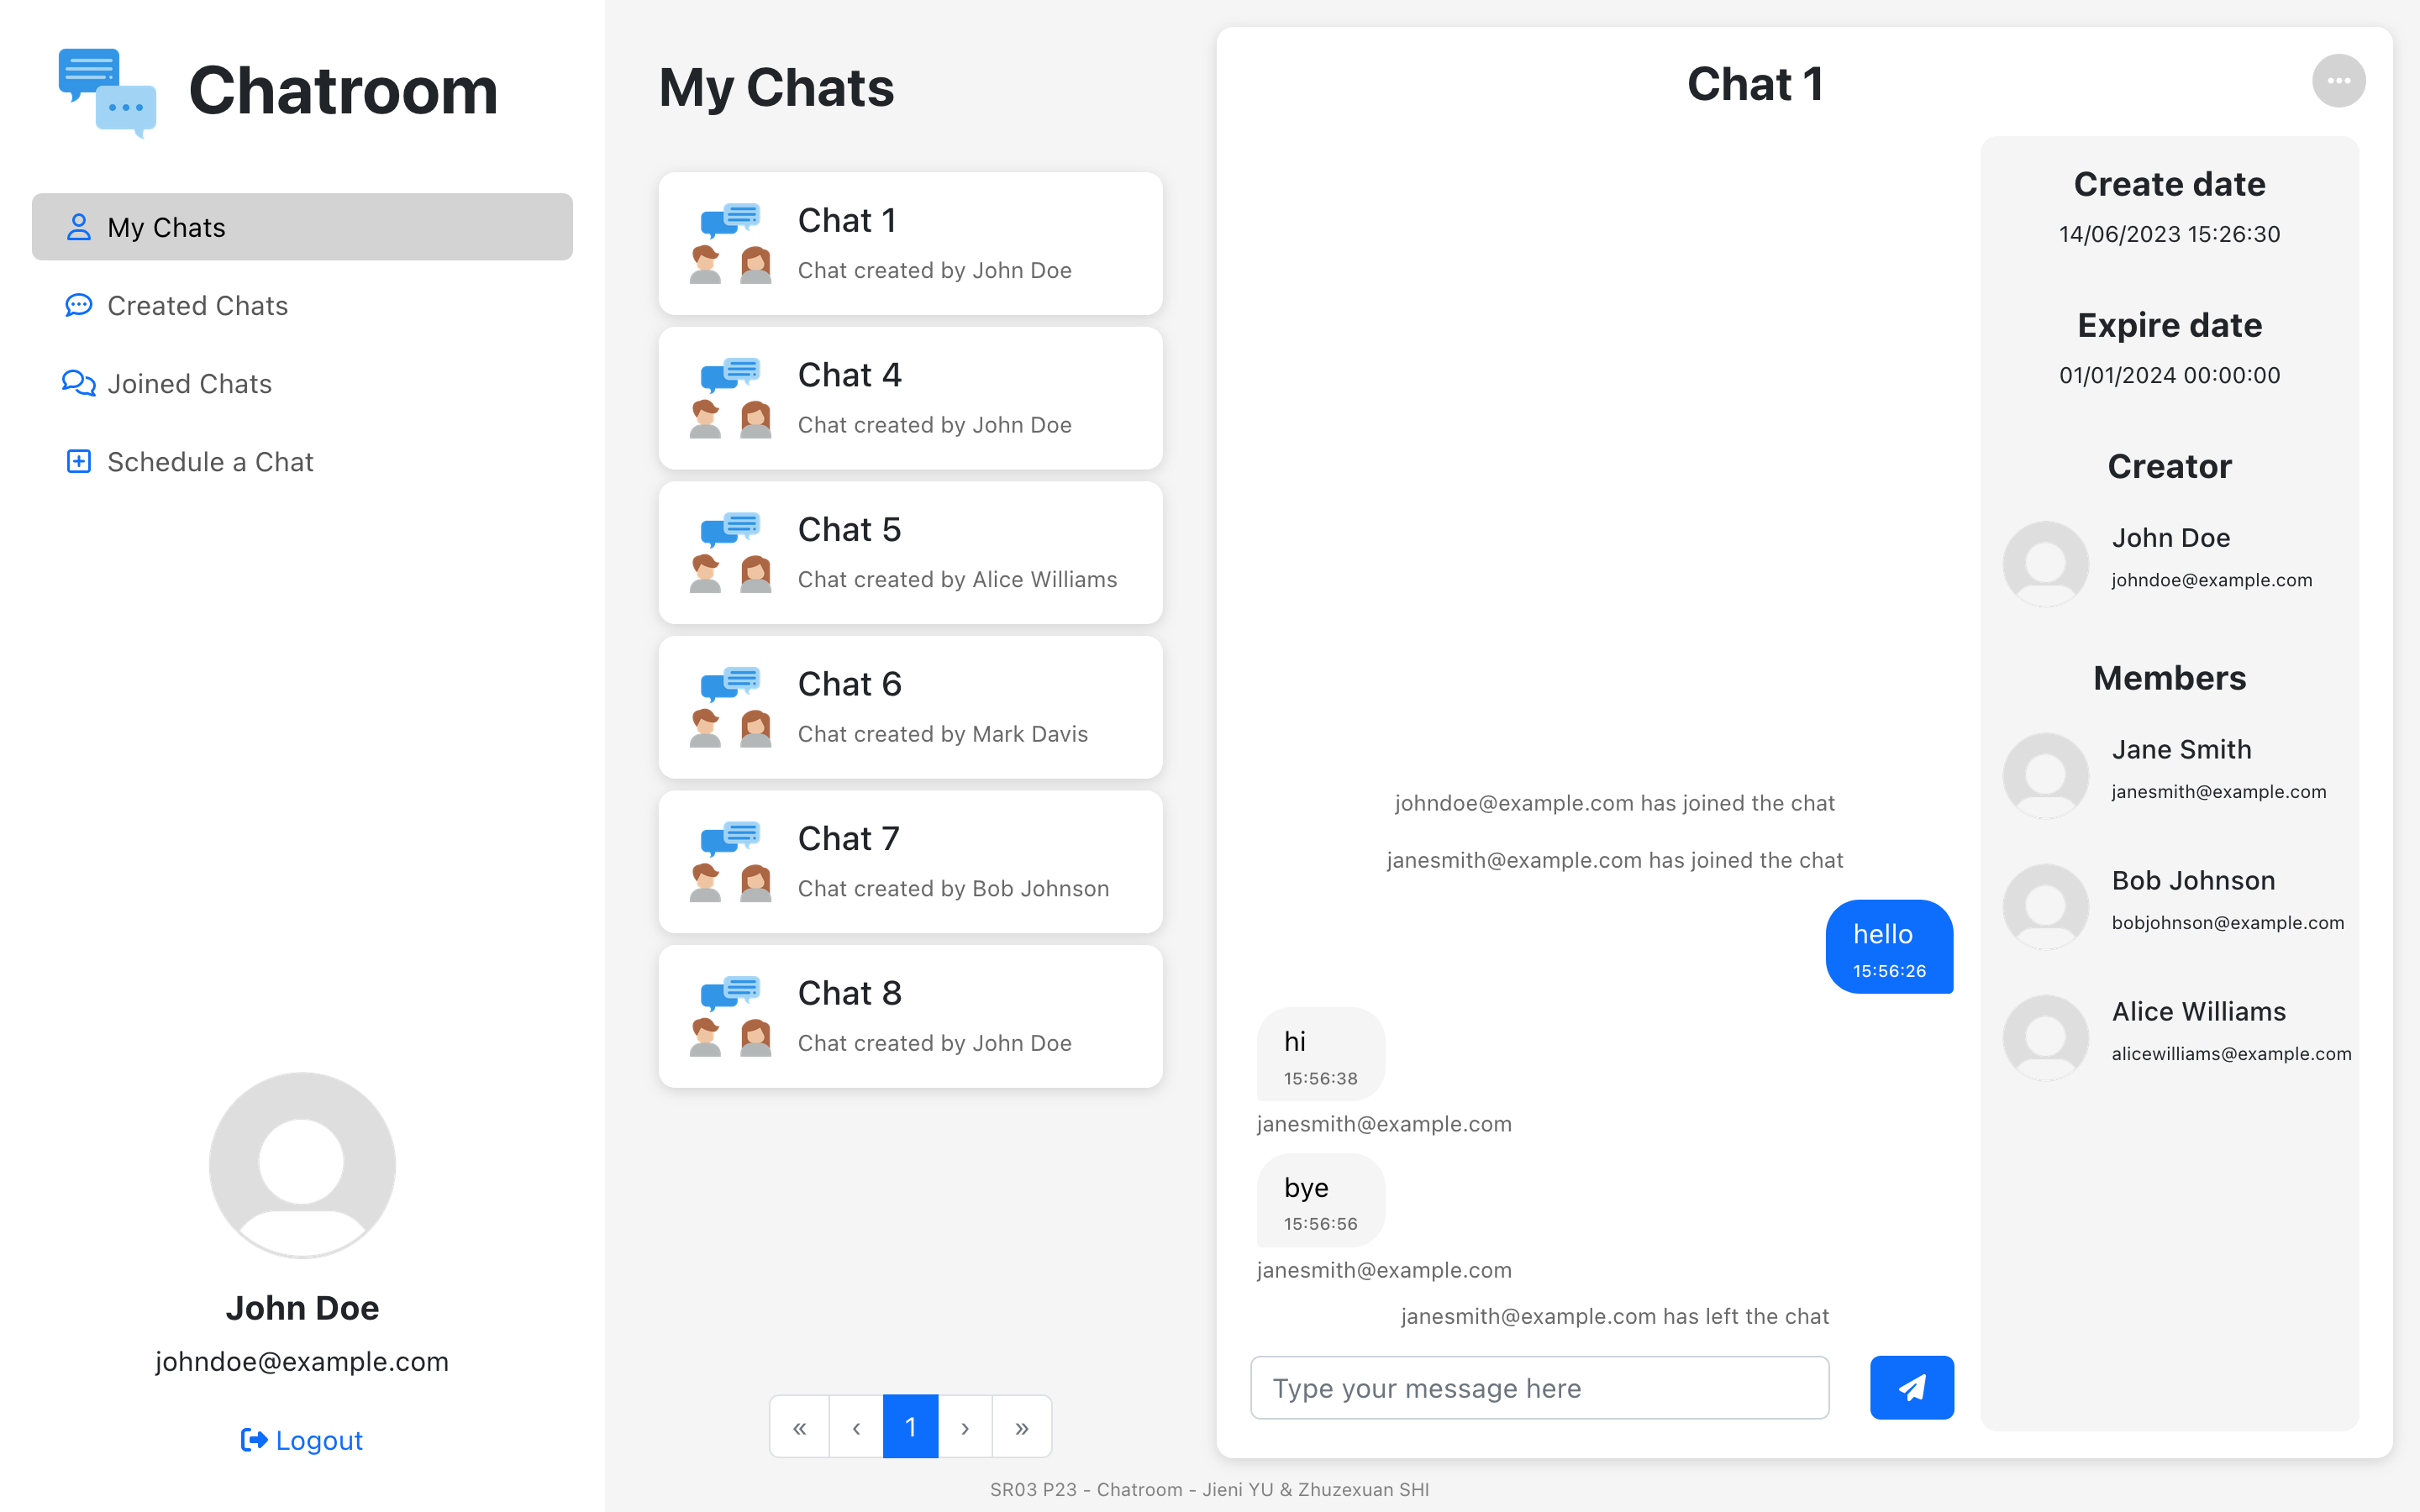 Chatroom
My Chats
Created Chats
Joined Chats
Schedule a Chat
John Doe
johndoe@example.com
Logout
My Chats
Chat 1
Chat created by John Doe
Chat 4
Chat created by John Doe
Chat 5
Chat created by Alice Williams
Chat 6
Chat created by Mark Davis
Chat 7
Chat created by Bob Johnson
Chat 8
Chat created by John Doe
« ‹ 1 › »
Chat 1
johndoe@example.com has joined the chat
janesmith@example.com has joined the chat
hello
15:56:26
hi
15:56:38
janesmith@example.com
bye
15:56:56
janesmith@example.com
janesmith@example.com has left the chat
Type your message here
Create date
14/06/2023 15:26:30
Expire date
01/01/2024 00:00:00
Creator
John Doe
johndoe@example.com
Members
Jane Smith
janesmith@example.com
Bob Johnson
bobjohnson@example.com
Alice Williams
alicewilliams@example.com
SR03 P23 - Chatroom - Jieni YU & Zhuzexuan SHI